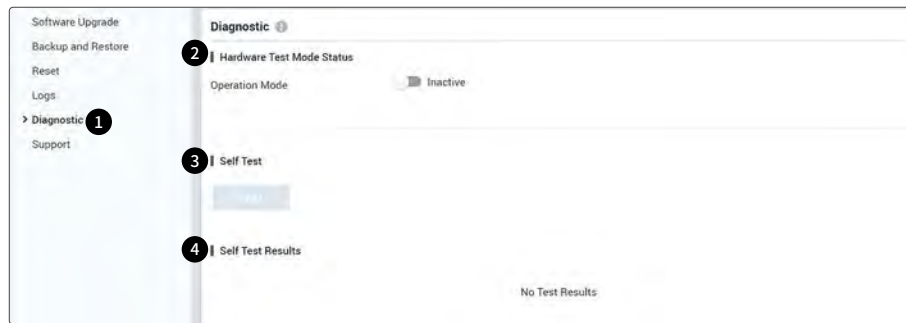 Software Upgrade
Backup and Restore
Reset
Logs
Diagnostic 1
Support
Diagnostic
2 Hardware Test Mode Status
Operation Mode Inactive
3 Self Test
4 Self Test Results
No Test Results